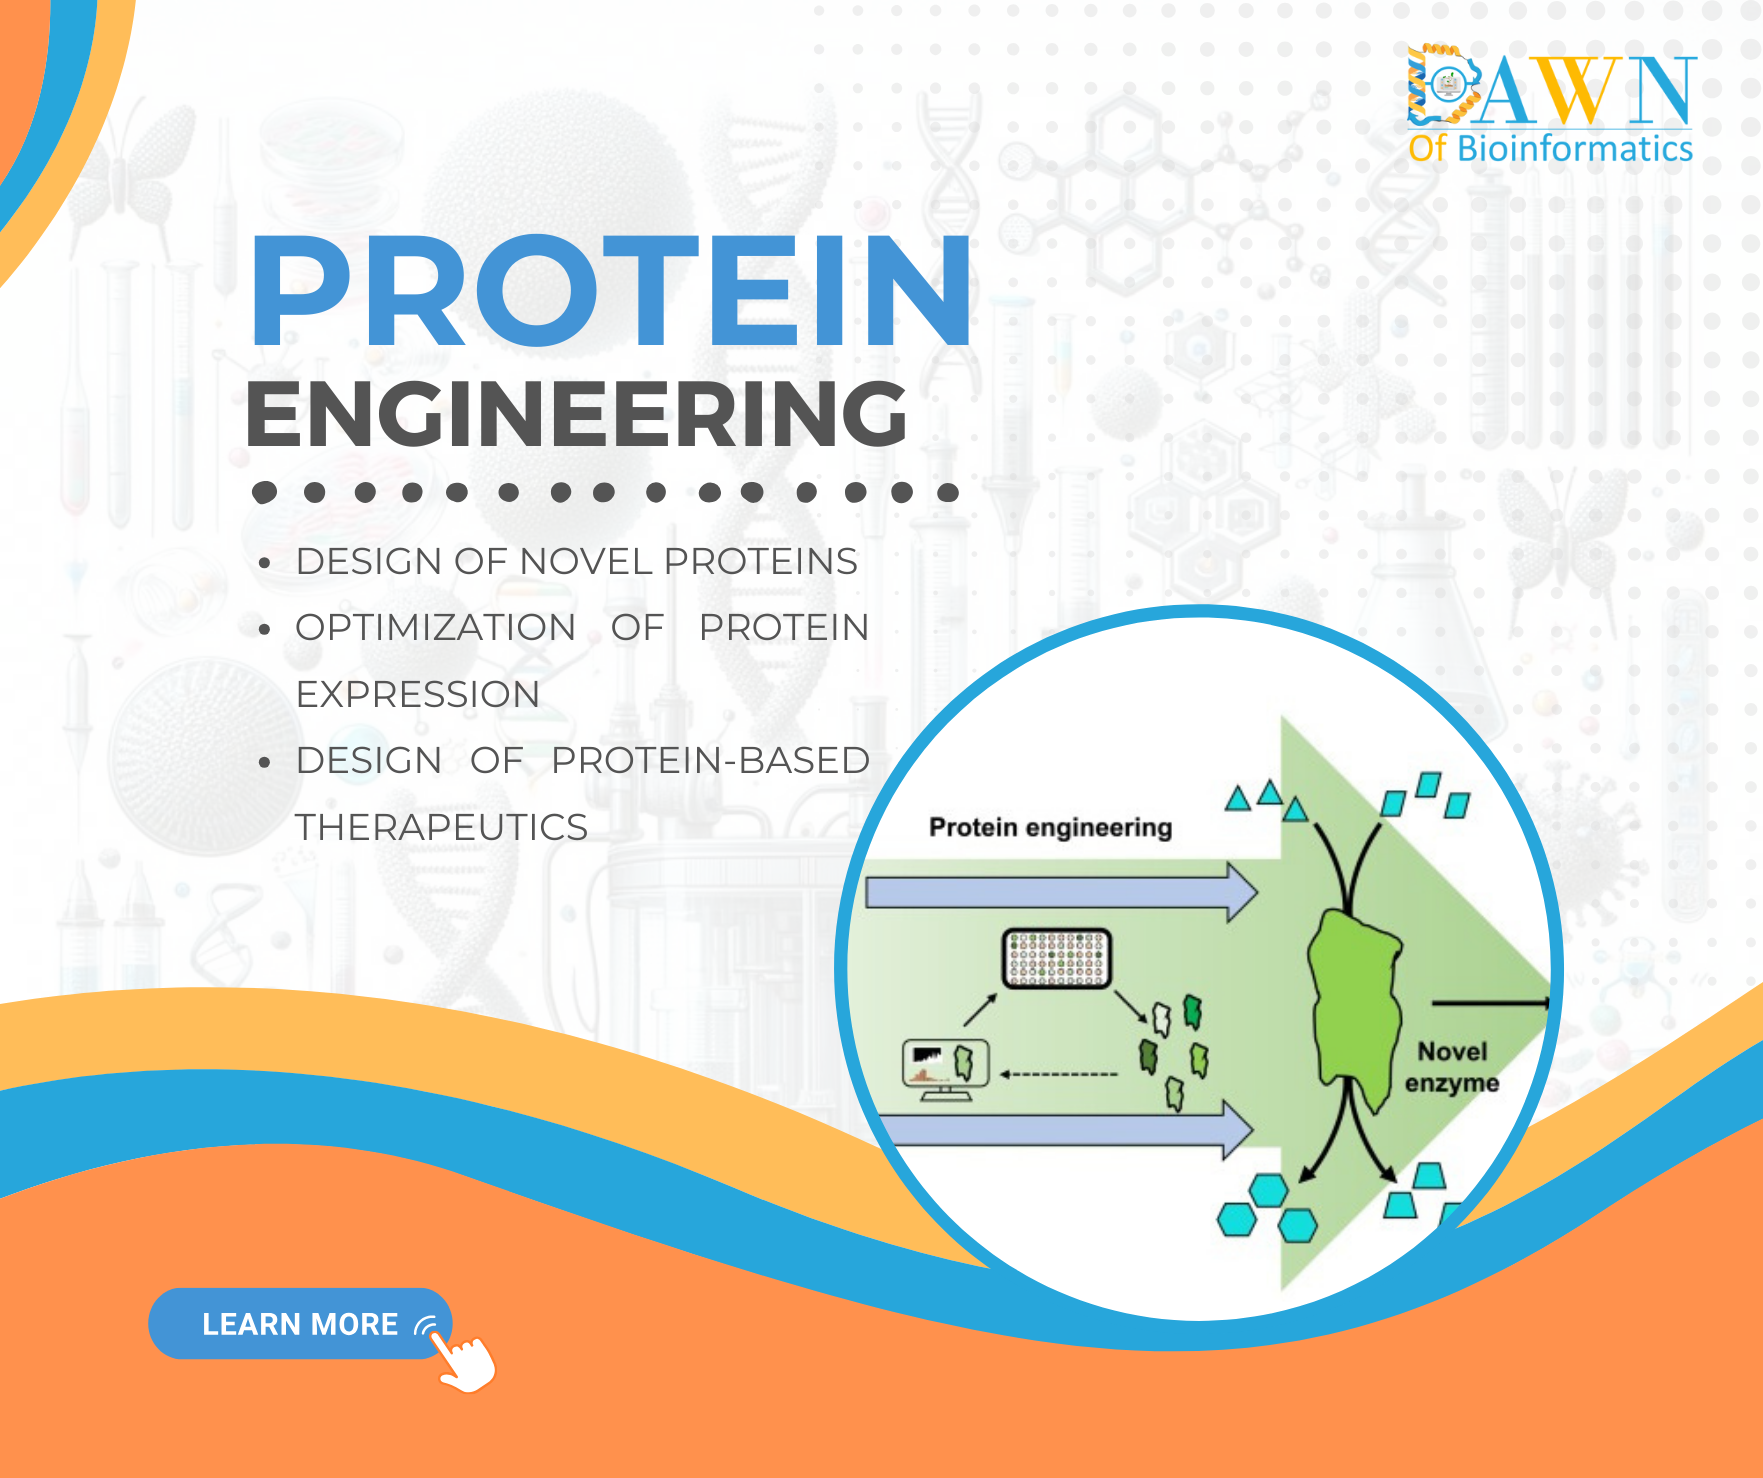 DAWN
Of Bioinformatics
PROTEIN
ENGINEERING
• DESIGN OF NOVEL PROTEINS
• OPTIMIZATION OF PROTEIN
EXPRESSION
• DESIGN OF PROTEIN-BASED
THERAPEUTICS
Protein engineering
Novel
enzyme
LEARN MORE